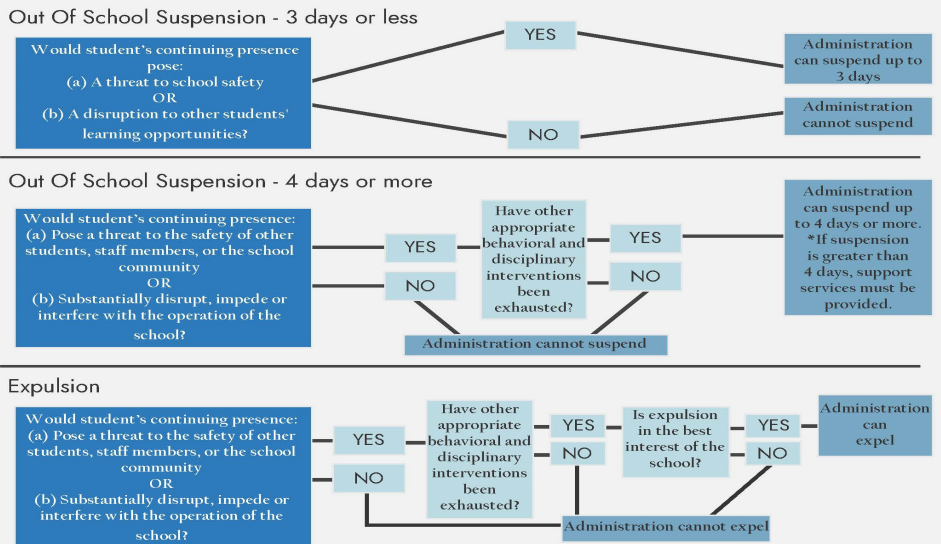 Out Of School Suspension - 3 days or less
Would student's continuing presence
pose:
(a) A threat to school safety
OR
(b) A disruption to other students'
learning opportunities?
YES
NO
Administration
can suspend up to
3 days
Administration
cannot suspend
Out Of School Suspension - 4 days or more
Would student's continuing presence:
(a) Pose a threat to the safety of other
students, staff members, or the school
community
OR
(b) Substantially disrupt, impede or
interfere with the operation of the
school?
YES
NO
Have other
appropriate
behavioral and
disciplinary
interventions
been
exhausted?
YES
NO
Administration
can suspend up
to 4 days or more.
*If suspension
is greater than
4 days, support
services must be
provided.
Administration cannot suspend
Expulsion
Would student's continuing presence:
(a) Pose a threat to the safety of other
students, staff members, or the school
community
OR
(b) Substantially disrupt, impede or
interfere with the operation of the
school?
YES
NO
Have other
appropriate
behavioral and
disciplinary
interventions
been
exhausted?
YES
NO
Is expulsion
in the best
interest of the
school?
YES
NO
Administration
can
expel
Administration cannot expel